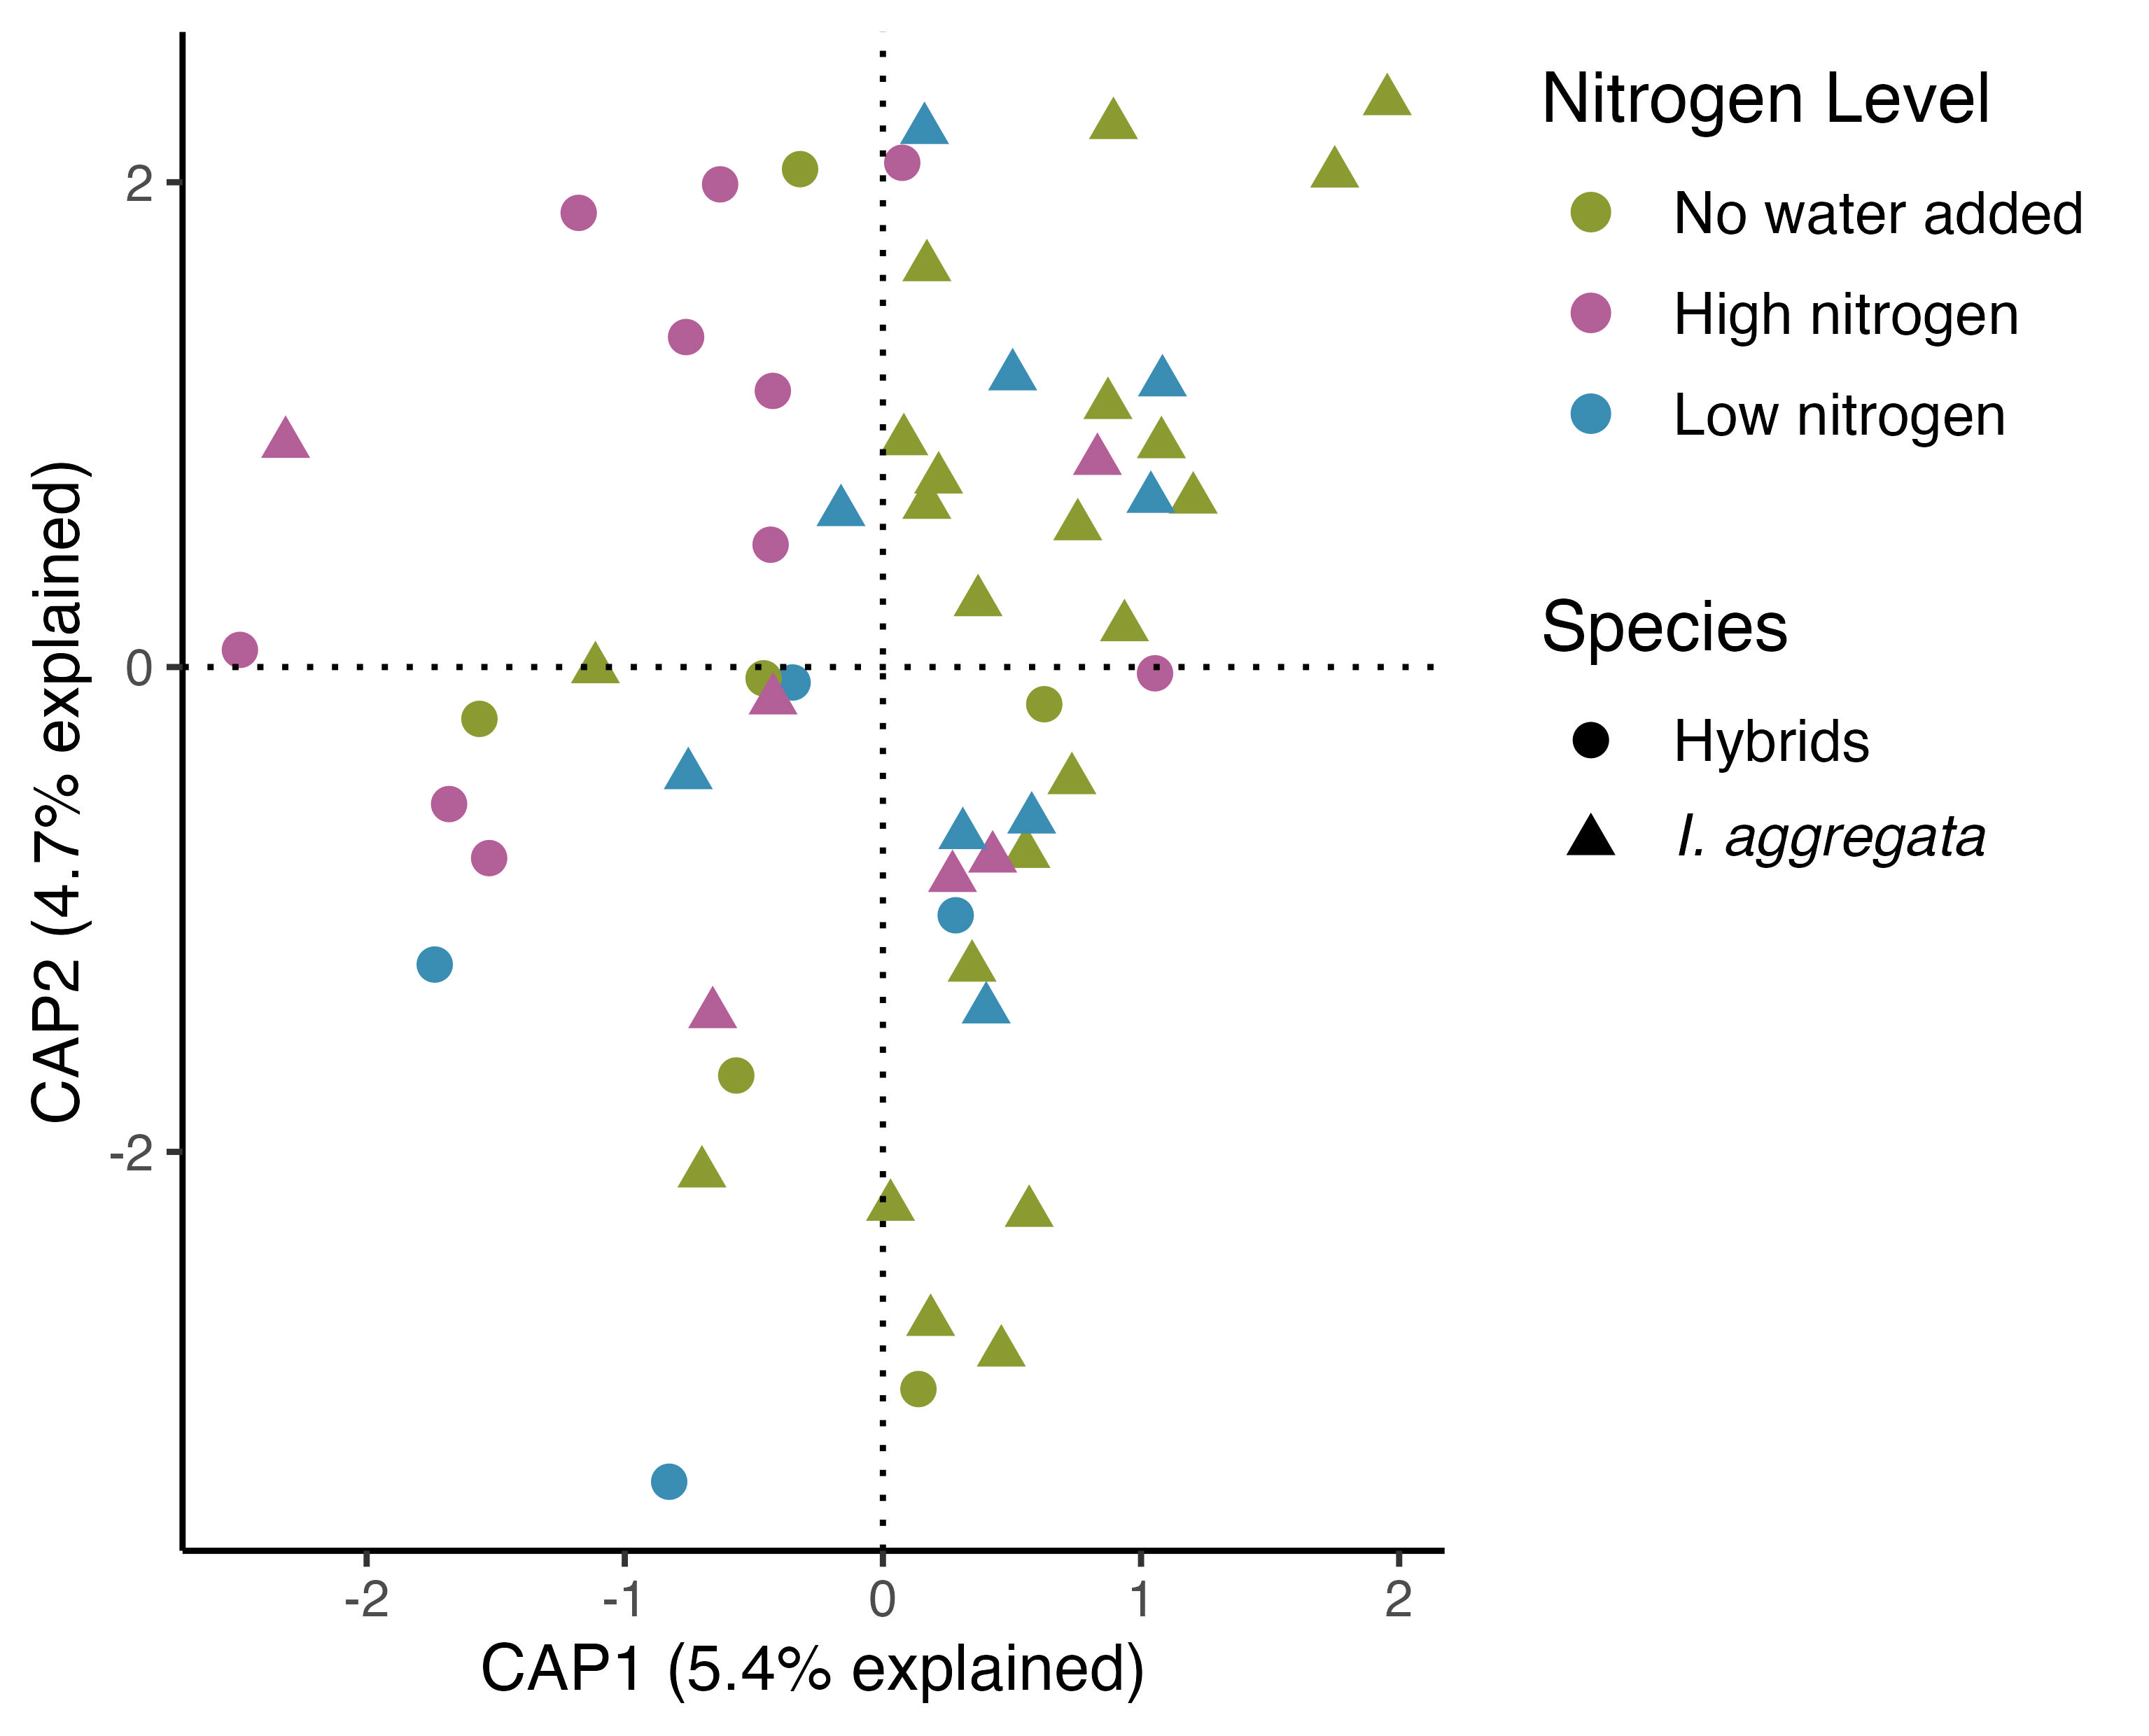 Nitrogen Level
No water added
High nitrogen
Low nitrogen
Species
Hybrids
I. aggregata
CAP2 (4.7% explained)
2
0
-2
-2
-1
0
1
2
CAP1 (5.4% explained)